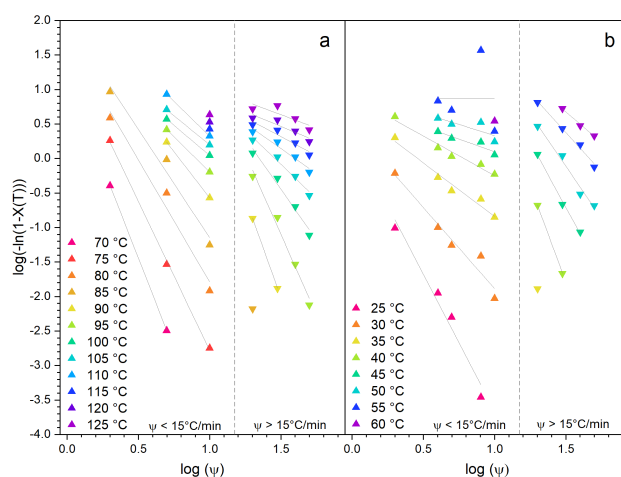 a
b
2.0
1.5
1.0
0.5
0.0
-0.5
-1.0
-1.5
-2.0
-2.5
-3.0
-3.5
-4.0
log(-ln(1-X(T)))
70 °C
75 °C
80 °C
85 °C
90 °C
95 °C
100 °C
105 °C
110 °C
115 °C
120 °C
125 °C
ψ < 15°C/min
ψ > 15°C/min
25 °C
30 °C
35 °C
40 °C
45 °C
50 °C
55 °C
60 °C
ψ < 15°C/min
ψ > 15°C/min
0.0 0.5 1.0 1.5 0.0 0.5 1.0 1.5
log (ψ) log (ψ)